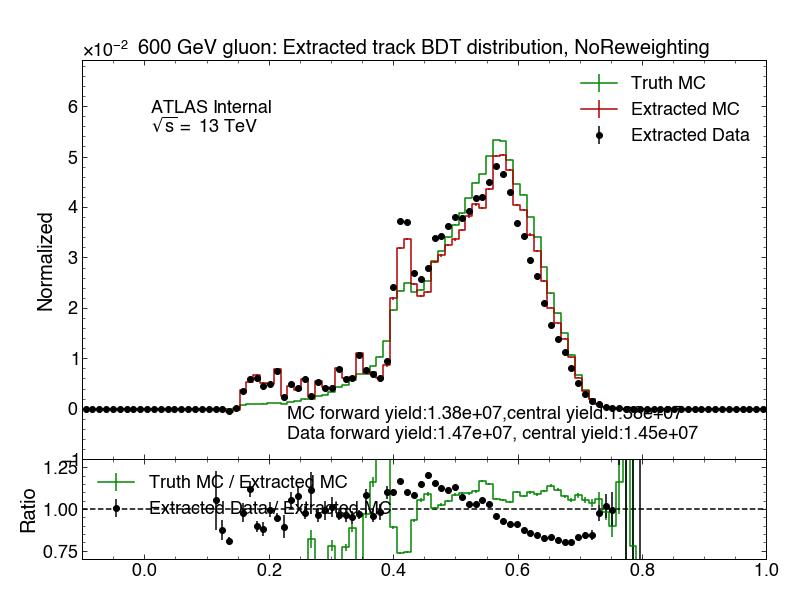 ×10⁻² 600 GeV gluon: Extracted track BDT distribution, NoReweighting
ATLAS Internal
√s = 13 TeV
Truth MC
Extracted MC
Extracted Data
Normalized
6
5
4
3
2
1
0
1
MC forward yield:1.38e+07,central yield:1.38e+07
Data forward yield:1.47e+07, central yield:1.45e+07
Ratio
1.25
1.00
0.75
Truth MC / Extracted MC
Extracted Data / Extracted MC
0.0 0.2 0.4 0.6 0.8 1.0